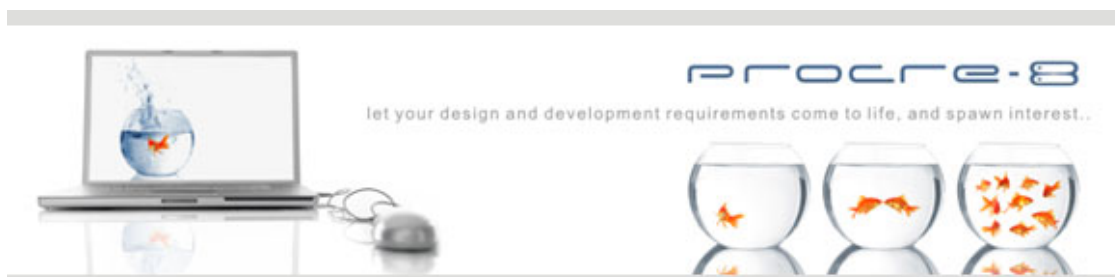 procre-8
let your design and development requirements come to life, and spawn interest..